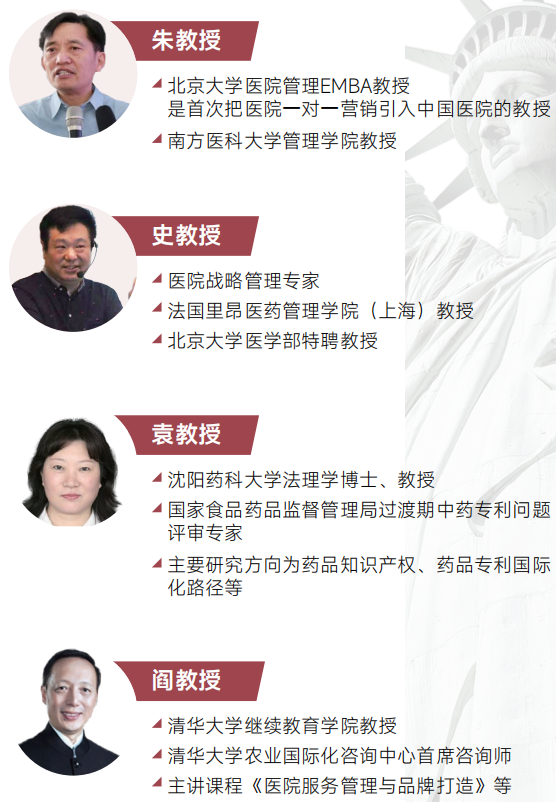 朱教授
北京大学医院管理EMBA教授
是首次把医院一对一营销引入中国医院的教授
南方医科大学管理学院教授
史教授
医院战略管理专家
法国里昂医药管理学院（上海）教授
北京大学医学部特聘教授
袁教授
沈阳药科大学法理学博士、教授
国家食品药品监督管理局过渡期中药专利问题
评审专家
主要研究方向为药品知识产权、药品专利国际
化路径等
阎教授
清华大学继续教育学院教授
清华大学农业国际化咨询中心首席咨询师
主讲课程《医院服务管理与品牌打造》等